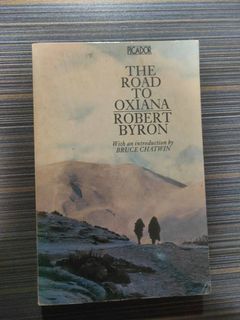 PICADOR
THE
ROAD
TO
OXIANA
ROBERT
BYRON
With an introduction by
BRUCE CHATWIN